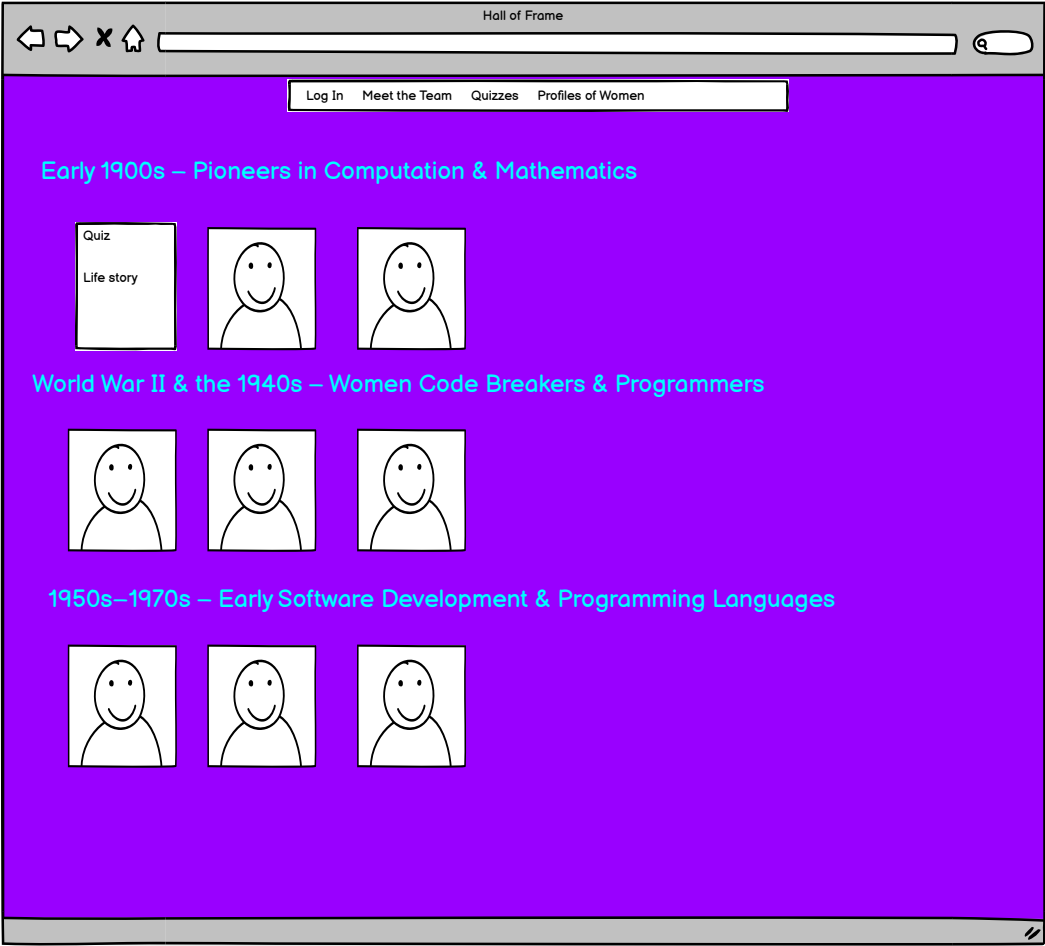 Hall of Frame
Log In Meet the Team Quizzes Profiles of Women
Early 1900s – Pioneers in Computation & Mathematics
Quiz
Life story
World War II & the 1940s – Women Code Breakers & Programmers
1950s–1970s – Early Software Development & Programming Languages